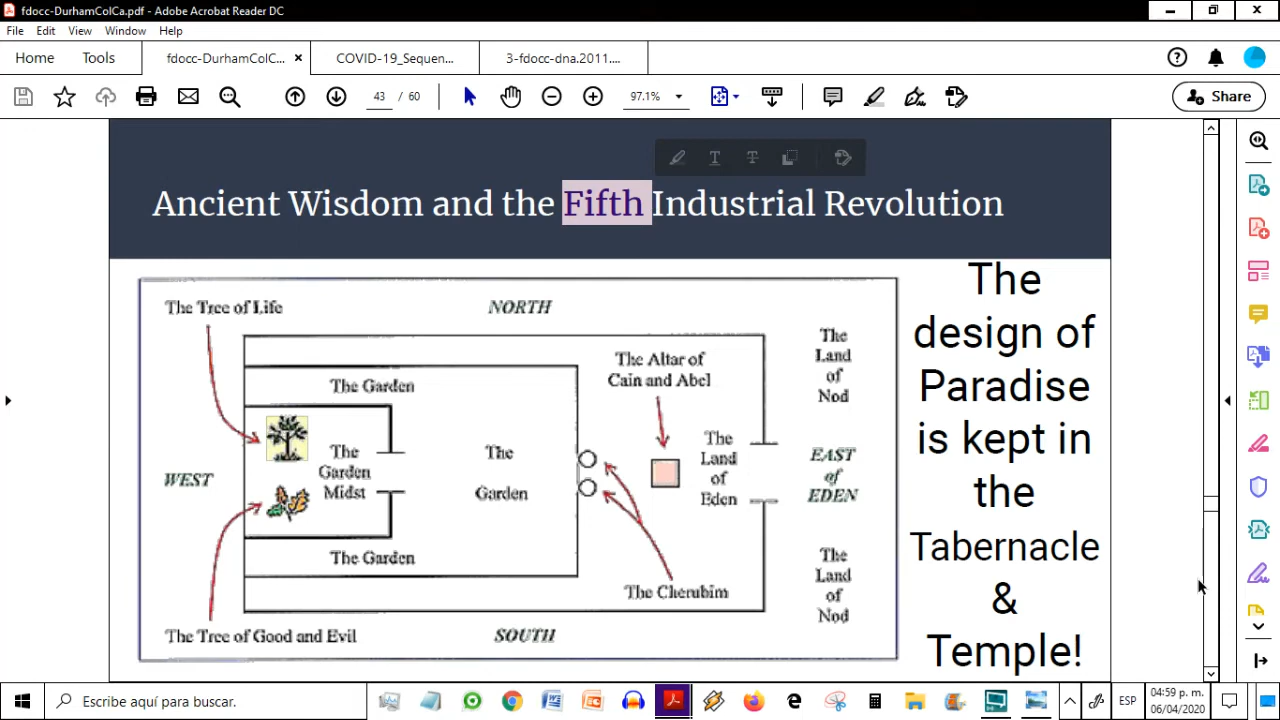 fdocc-DurhamColCa.pdf - Adobe Acrobat Reader DC
File Edit View Window Help
Home Tools fdocc-DurhamColC... COVID-19_Sequen... 3-fdocc-dna.2011....
43 / 60 97.1% Share
Ancient Wisdom and the Fifth Industrial Revolution
The Tree of Life
NORTH
The Garden
The Altar of
Cain and Abel
The
Land
of
Nod
The
Garden
Midst
The
Garden
The
Land
of
Eden
WEST
EAST
of
EDEN
The Garden
The Cherubim
The
Land
of
Nod
The Tree of Good and Evil
SOUTH
The
design of
Paradise
is kept in
the
Tabernacle
&
Temple!
Escribe aquí para buscar.
ESP
04:59 p. m.
06/04/2020